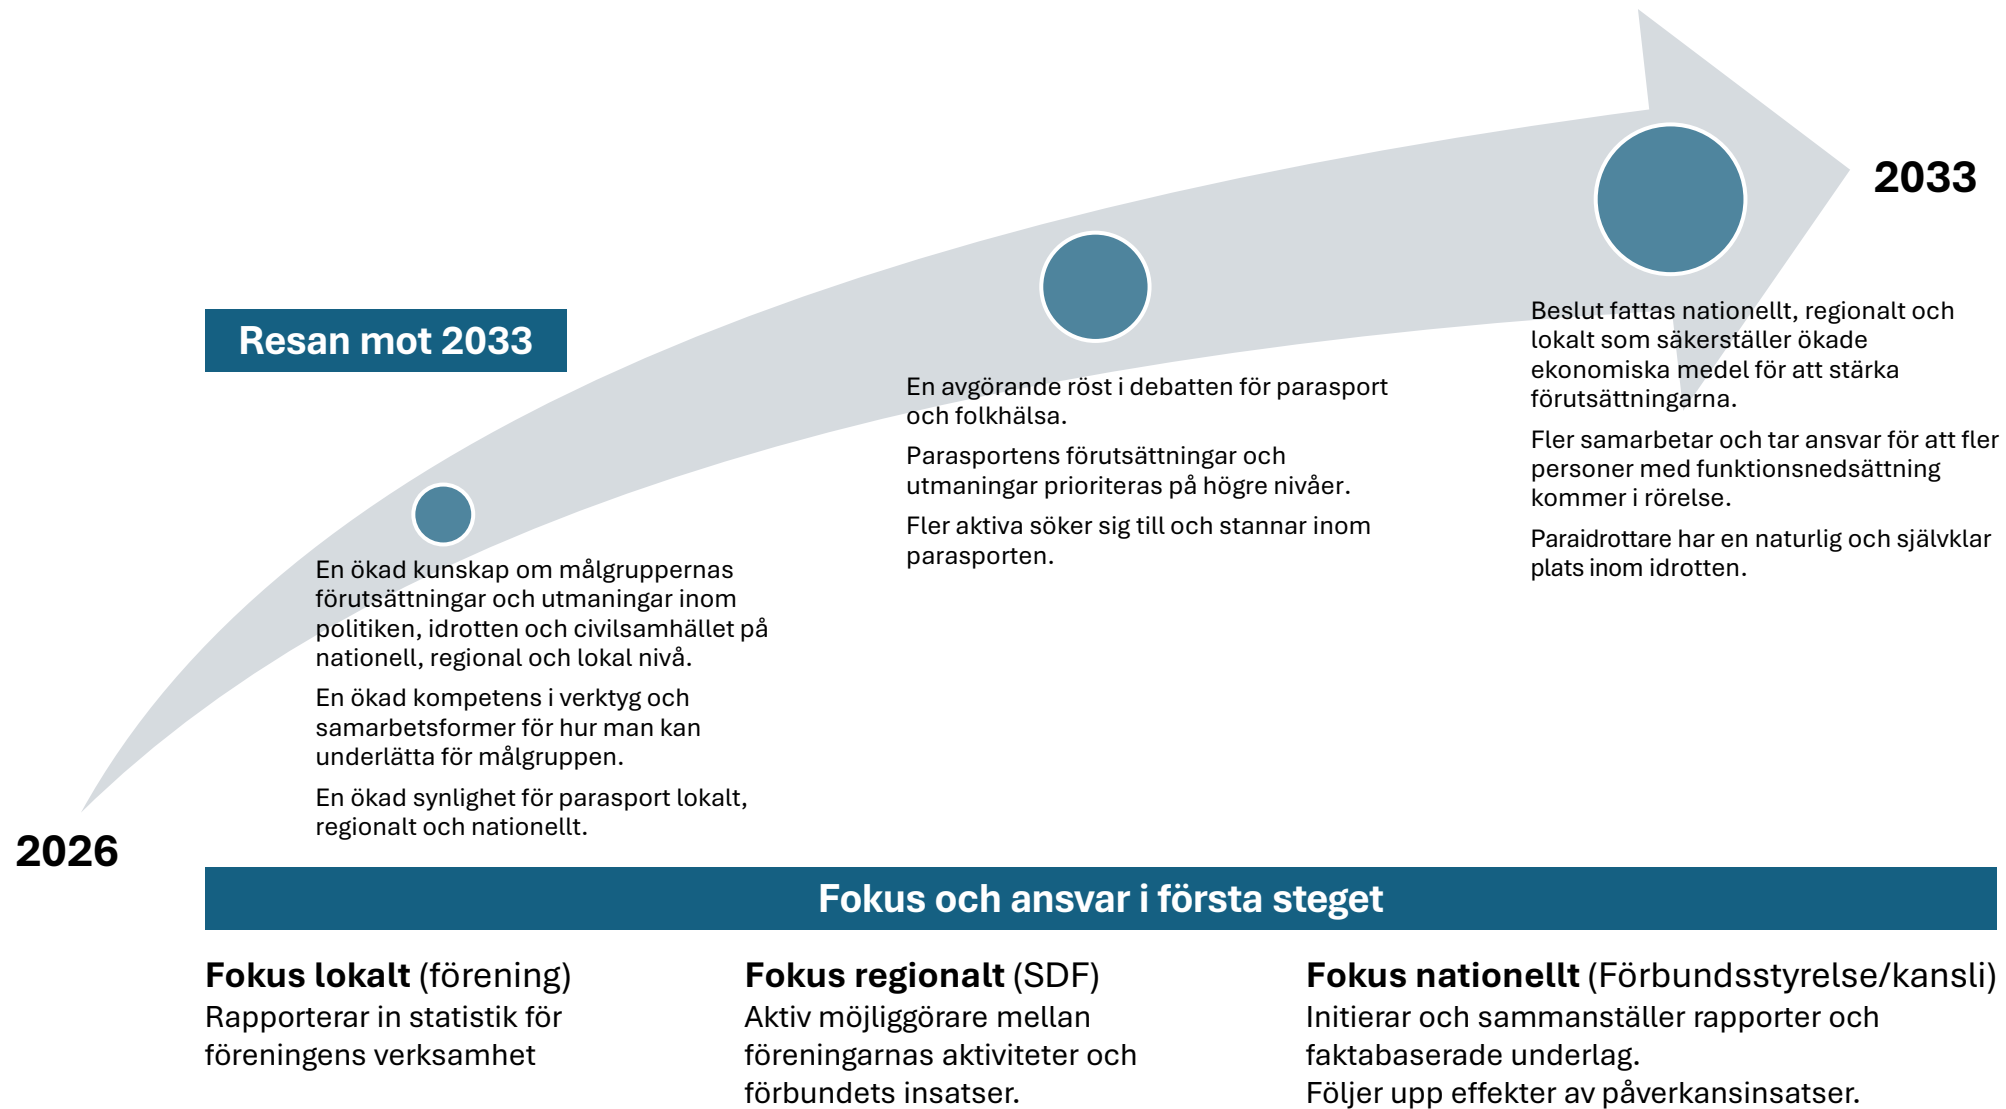 2033
Resan mot 2033
Beslut fattas nationellt, regionalt och
lokalt som säkerställer ökade
ekonomiska medel för att stärka
förutsättningarna.
Fler samarbetar och tar ansvar för att fler
personer med funktionsnedsättning
kommer i rörelse.
Paraidrottare har en naturlig och självklar
plats inom idrotten.
En avgörande röst i debatten för parasport
och folkhälsa.
Parasportens förutsättningar och
utmaningar prioriteras på högre nivåer.
Fler aktiva söker sig till och stannar inom
parasporten.
En ökad kunskap om målgruppernas
förutsättningar och utmaningar inom
politiken, idrotten och civilsamhället på
nationell, regional och lokal nivå.
En ökad kompetens i verktyg och
samarbetsformer för hur man kan
underlätta för målgruppen.
En ökad synlighet för parasport lokalt,
regionalt och nationellt.
2026
Fokus och ansvar i första steget
Fokus lokalt (förening)
Rapporterar in statistik för
föreningens verksamhet
Fokus regionalt (SDF)
Aktiv möjliggörare mellan
föreningarnas aktiviteter och
förbundets insatser.
Fokus nationellt (Förbundsstyrelse/kansli)
Initierar och sammanställer rapporter och
faktabaserade underlag.
Följer upp effekter av påverkansinsatser.